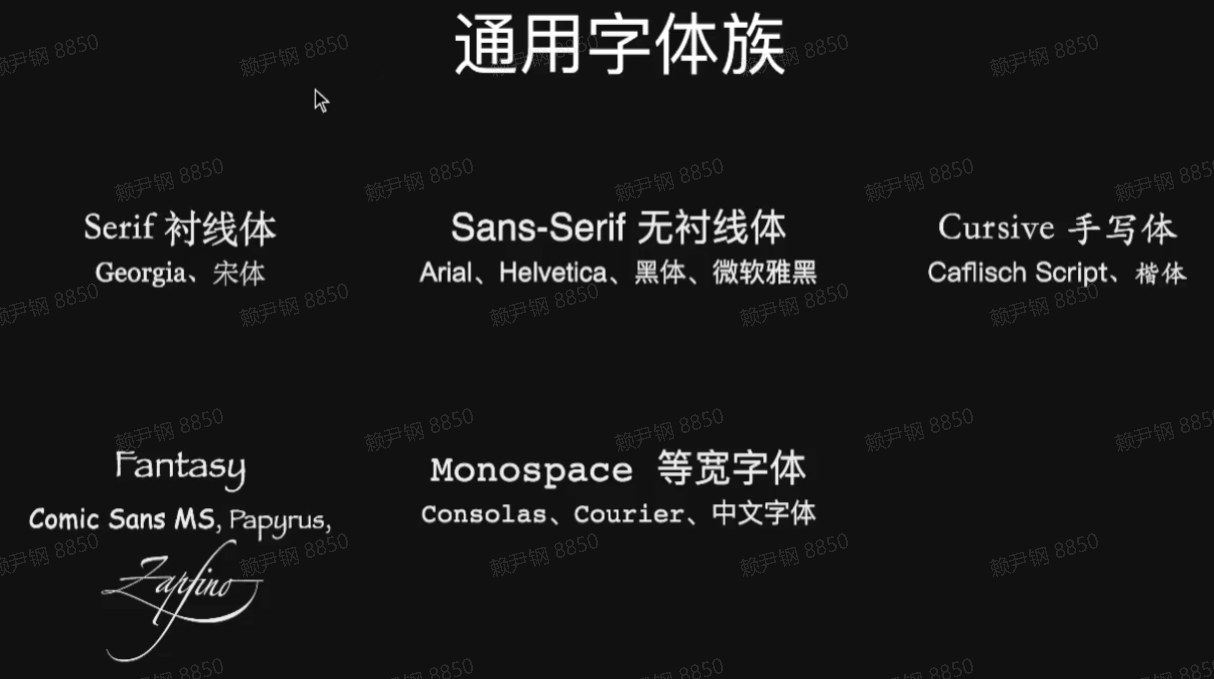 通用字体族
Serif 衬线体
Georgia、宋体
Sans-Serif 无衬线体
Arial、Helvetica、黑体、微软雅黑
Cursive 手写体
Caflisch Script、楷体
Fantasy
Comic Sans MS, Papyrus,
Zapfino
Monospace 等宽字体
Consolas、Courier、中文字体
赖尹钢 8850